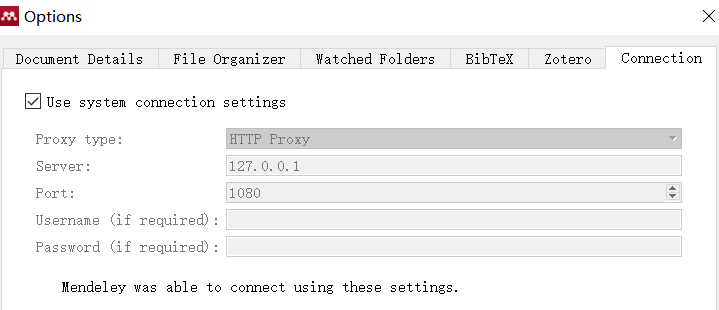 Options
Document Details File Organizer Watched Folders BibTeX Zotero Connection
Use system connection settings
Proxy type: HTTP Proxy
Server: 127.0.0.1
Port: 1080
Username (if required):
Password (if required):
Mendeley was able to connect using these settings.